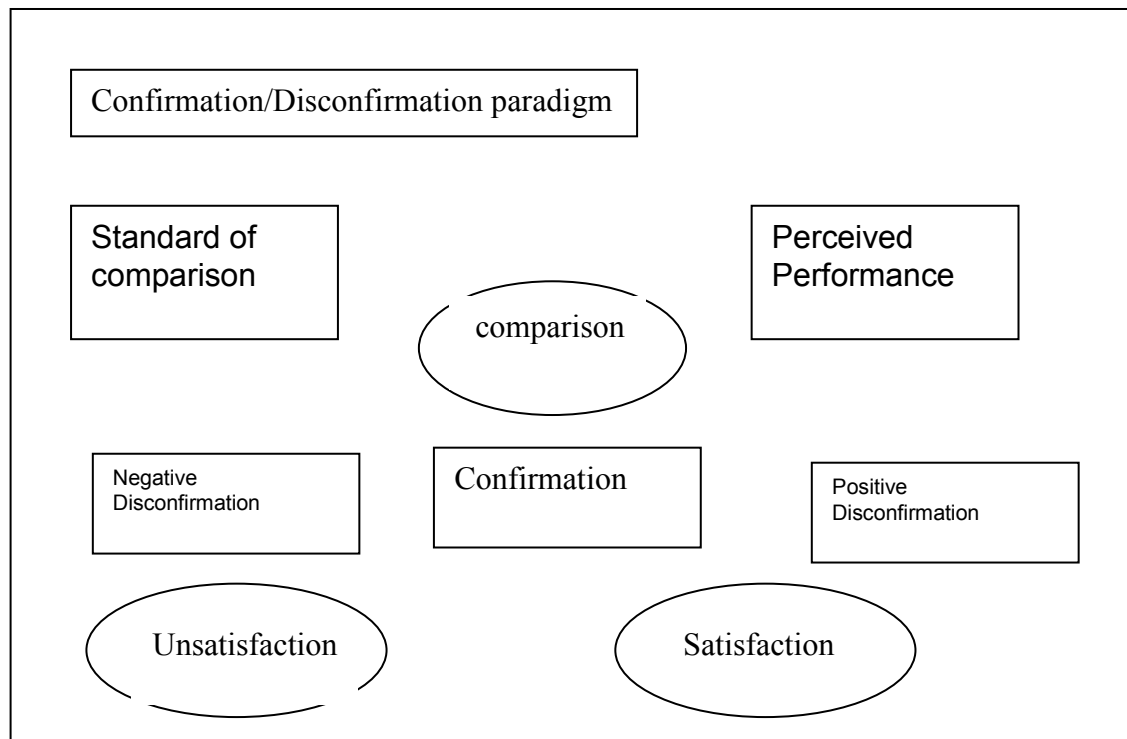 Confirmation/Disconfirmation paradigm
Standard of
comparison
Perceived
Performance
comparison
Negative
Disconfirmation
Confirmation
Positive
Disconfirmation
Unsatisfaction
Satisfaction